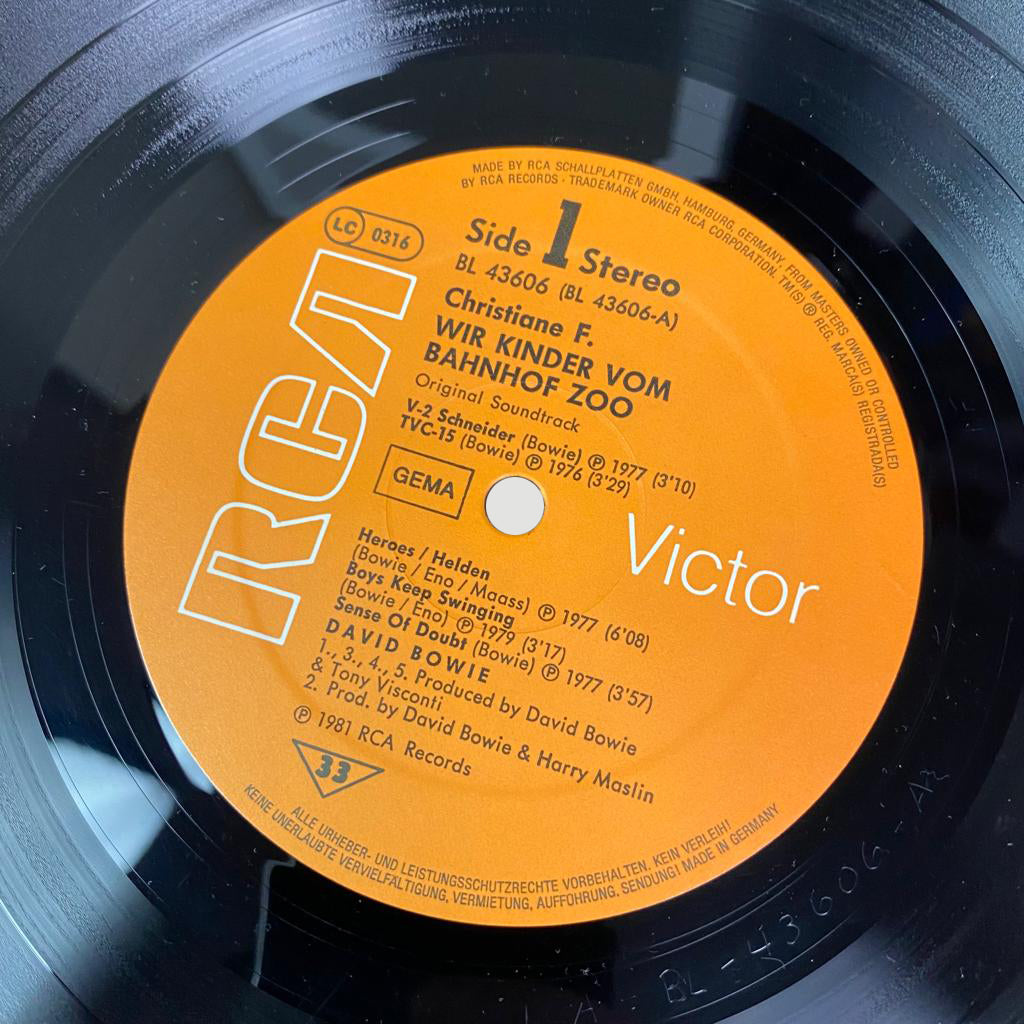 MADE BY RCA SCHALLPLATTEN GMBH, HAMBURG, GERMANY, FROM MASTERS OWNED OR CONTROLLED
BY RCA RECORDS · TRADEMARK OWNER RCA CORPORATION. TM(S) ® REG. MARCA(S) REGISTRADA(S)
LC 0316
RCA
Side 1 Stereo
BL 43606 (BL 43606-A)
Christiane F.
WIR KINDER VOM
BAHNHOF ZOO
Original Soundtrack
V-2 Schneider (Bowie) ℗ 1977 (3'10)
TVC-15 (Bowie) ℗ 1976 (3'29)
GEMA
Victor
Heroes / Helden
(Bowie / Eno / Maass) ℗ 1977 (6'08)
Boys Keep Swinging
(Bowie / Eno) ℗ 1979 (3'17)
Sense Of Doubt (Bowie) ℗ 1977 (3'57)
DAVID BOWIE
1., 3., 4., 5. Produced by David Bowie
& Tony Visconti
2. Prod. by David Bowie & Harry Maslin
℗ 1981 RCA Records
33
ALLE URHEBER- UND LEISTUNGSSCHUTZRECHTE VORBEHALTEN. KEIN VERLEIH!
KEINE UNERLAUBTE VERVIELFÄLTIGUNG, VERMIETUNG, AUFFÜHRUNG, SENDUNG! MADE IN GERMANY
BL-43606-A